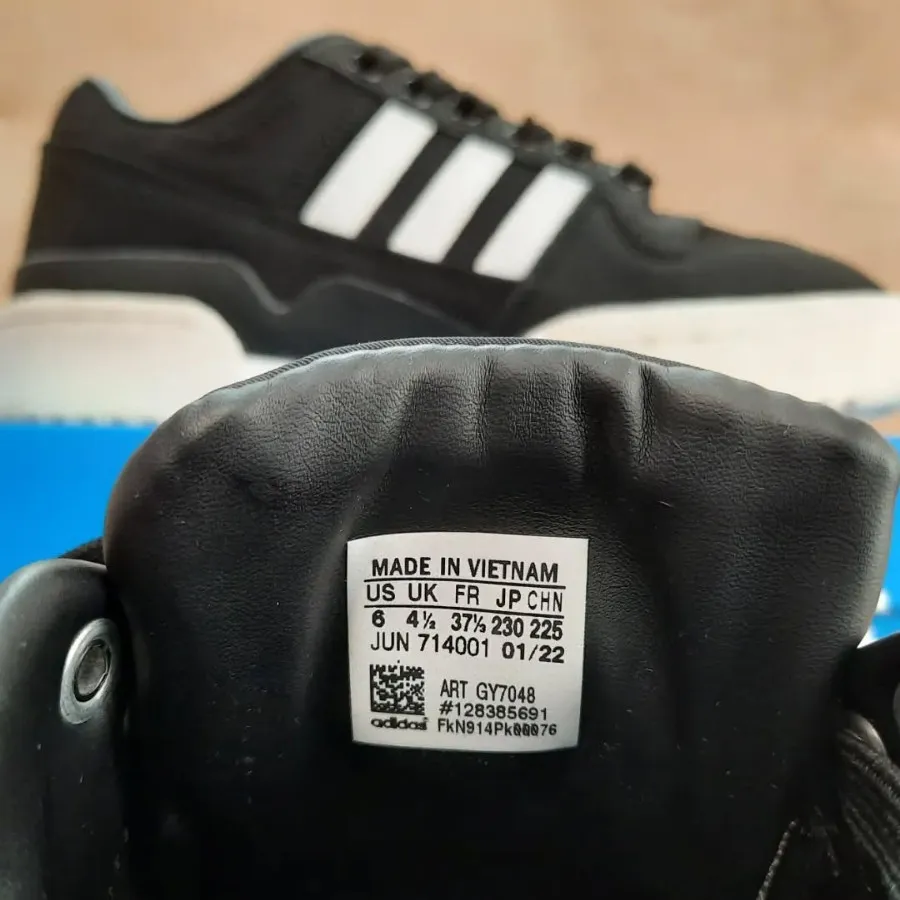 MADE IN VIETNAM
US UK FR JP CHN
6 4½ 37⅓ 230 225
JUN 714001 01/22
ART GY7048
#128385691
adidas FkN914Pk00076